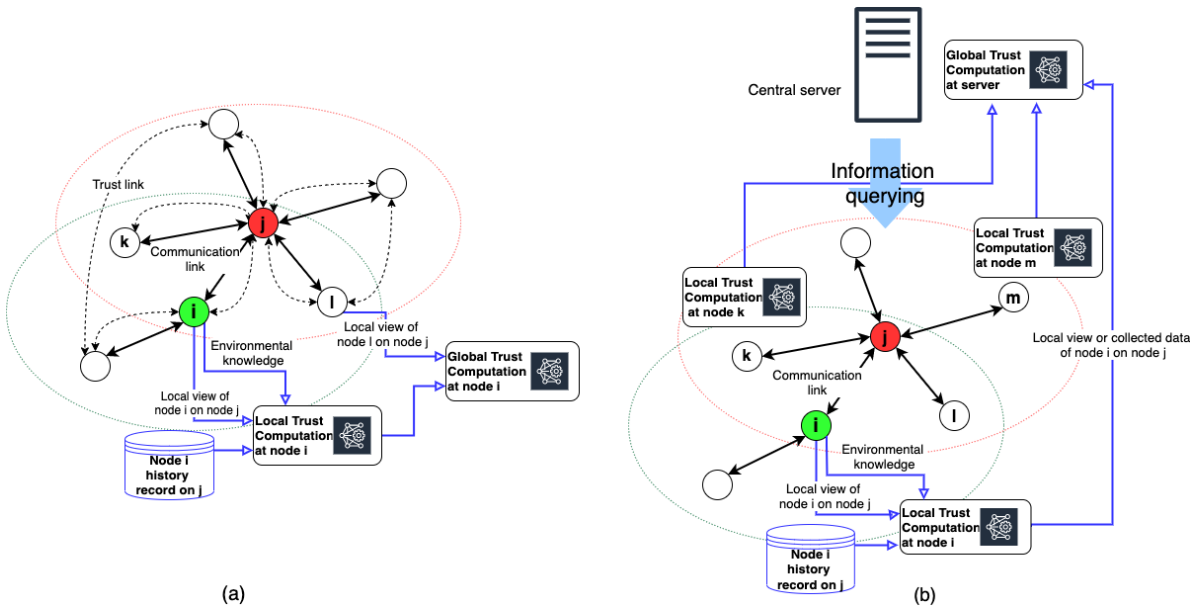 Trust link
j
k
Communication
link
i
l
Local view of
node l on node j
Environmental
knowledge
Global Trust
Computation
at node i
Local view of
node i on node j
Local Trust
Computation
at node i
Node i
history
record on j
(a)
Central server
Global Trust
Computation
at server
Information
querying
Local Trust
Computation
at node m
Local Trust
Computation
at node k
m
j
k
Local view or collected data
of node i on node j
Communication
link
l
i
Environmental
knowledge
Local view of
node i on node j
Local Trust
Computation
at node i
Node i
history
record on j
(b)